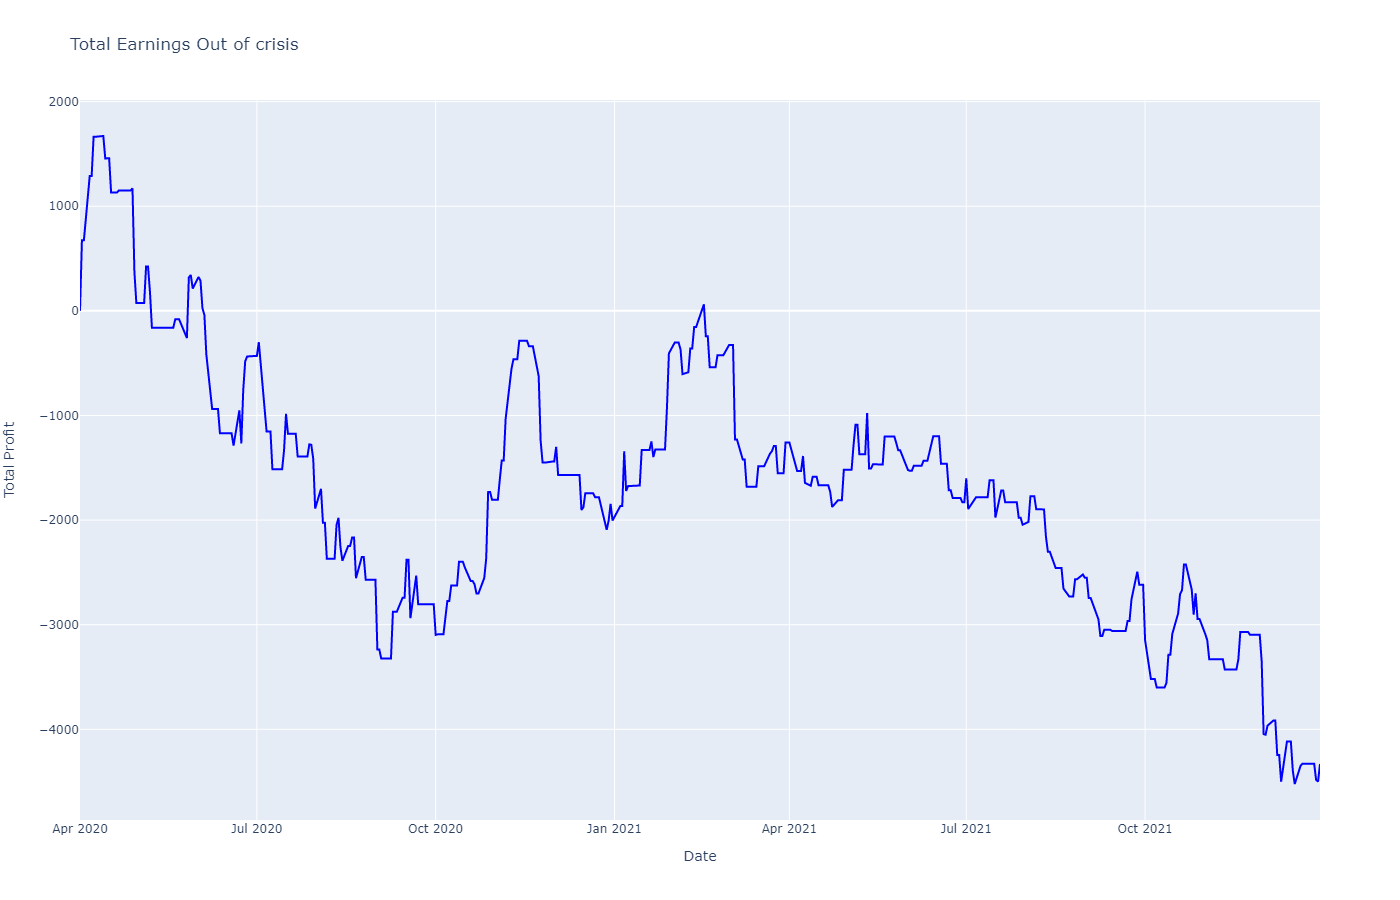 Total Earnings Out of crisis
2000
1000
0
−1000
−2000
−3000
−4000
Total Profit
Apr 2020
Jul 2020
Oct 2020
Jan 2021
Apr 2021
Jul 2021
Oct 2021
Date